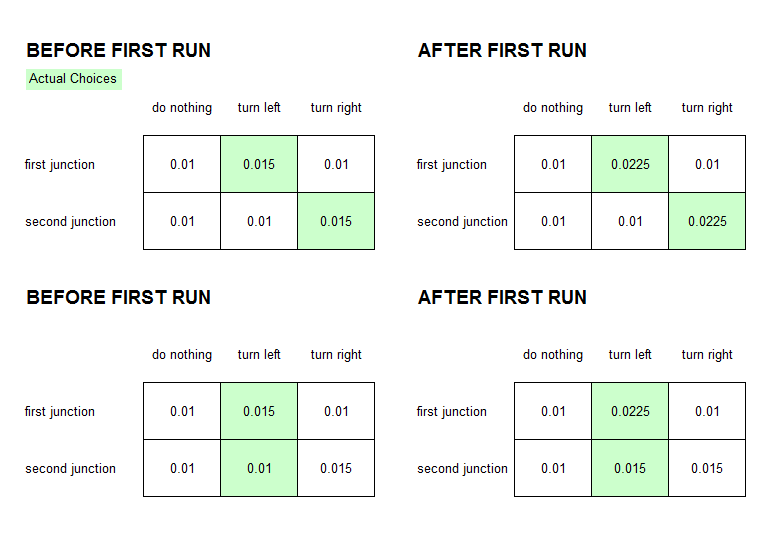 BEFORE FIRST RUN AFTER FIRST RUN
Actual Choices
do nothing turn left turn right do nothing turn left turn right
first junction 0.01 0.015 0.01 first junction 0.01 0.0225 0.01
second junction 0.01 0.01 0.015 second junction 0.01 0.01 0.0225
BEFORE FIRST RUN AFTER FIRST RUN
do nothing turn left turn right do nothing turn left turn right
first junction 0.01 0.015 0.01 first junction 0.01 0.0225 0.01
second junction 0.01 0.01 0.015 second junction 0.01 0.015 0.015